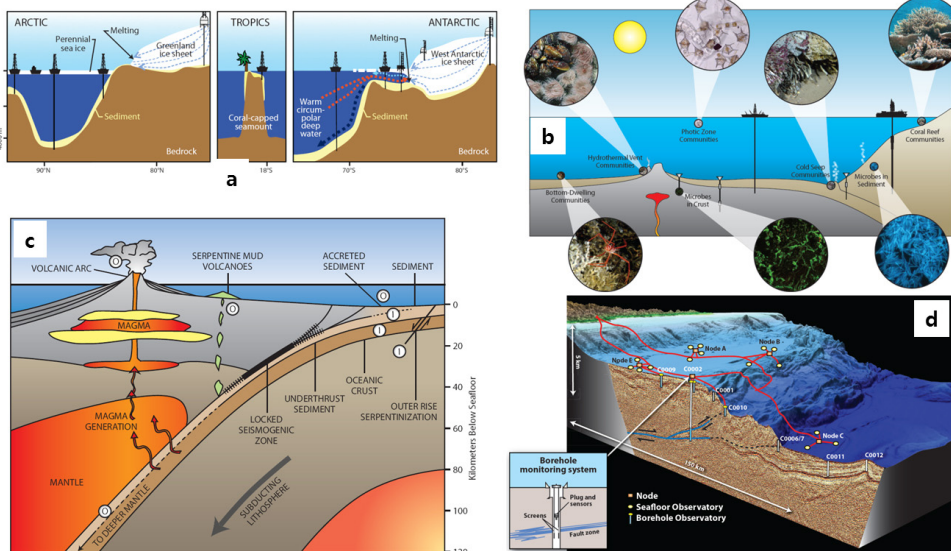 ARCTIC
Perennial
sea ice
Melting
Greenland
ice sheet
Sediment
Bedrock
90°N
80°N
TROPICS
Coral-capped
seamount
18°S
ANTARCTIC
Melting
West Antarctic
ice sheet
Warm
circum-
polar
deep
water
Sediment
Bedrock
70°S
80°S
a
b
Photic Zone
Communities
Coral Reef
Communities
Hydrothermal Vent
Communities
Cold Seep
Communities
Microbes in
Sediment
Bottom-Dwelling
Communities
Microbes
in Crust
c
VOLCANIC ARC
SERPENTINE MUD
VOLCANOES
ACCRETED
SEDIMENT
SEDIMENT
O
O
O
I
I
O
MAGMA
MAGMA
GENERATION
MANTLE
LOCKED
SEISMOGENIC
ZONE
UNDERTHRUST
SEDIMENT
OCEANIC
CRUST
OUTER RISE
SERPENTINIZATION
SUBDUCTING
LITHOSPHERE
TO DEEPER MANTLE
0
10
20
40
60
80
100
120
Kilometers Below Seafloor
d
5 km
150 km
Node A
Node B
Node E
Node C
C0009
C0002
C0001
C0010
C0006/7
C0011
C0012
Borehole
monitoring system
Plug and
sensors
Screens
Fault zone
Node
Seafloor Observatory
Borehole Observatory